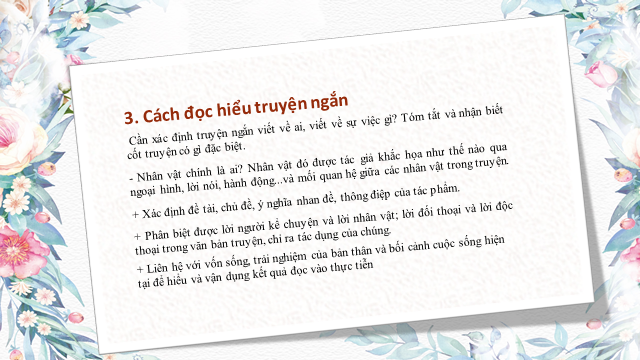 3. Cách đọc hiểu truyện ngắn
Cần xác định truyện ngắn viết về ai, viết về sự việc gì? Tóm tắt và nhận biết
cốt truyện có gì đặc biệt.
- Nhân vật chính là ai? Nhân vật đó được tác giả khắc họa như thế nào qua
ngoại hình, lời nói, hành động...và mối quan hệ giữa các nhân vật trong truyện.
+ Xác định đề tài, chủ đề, ý nghĩa nhan đề, thông điệp của tác phẩm.
+ Phân biệt được lời người kể chuyện và lời nhân vật; lời đối thoại và lời độc
thoại trong văn bản truyện, chỉ ra tác dụng của chúng.
+ Liên hệ với vốn sống, trải nghiệm của bản thân và bối cảnh cuộc sống hiện
tại để hiểu và vận dụng kết quả đọc vào thực tiễn